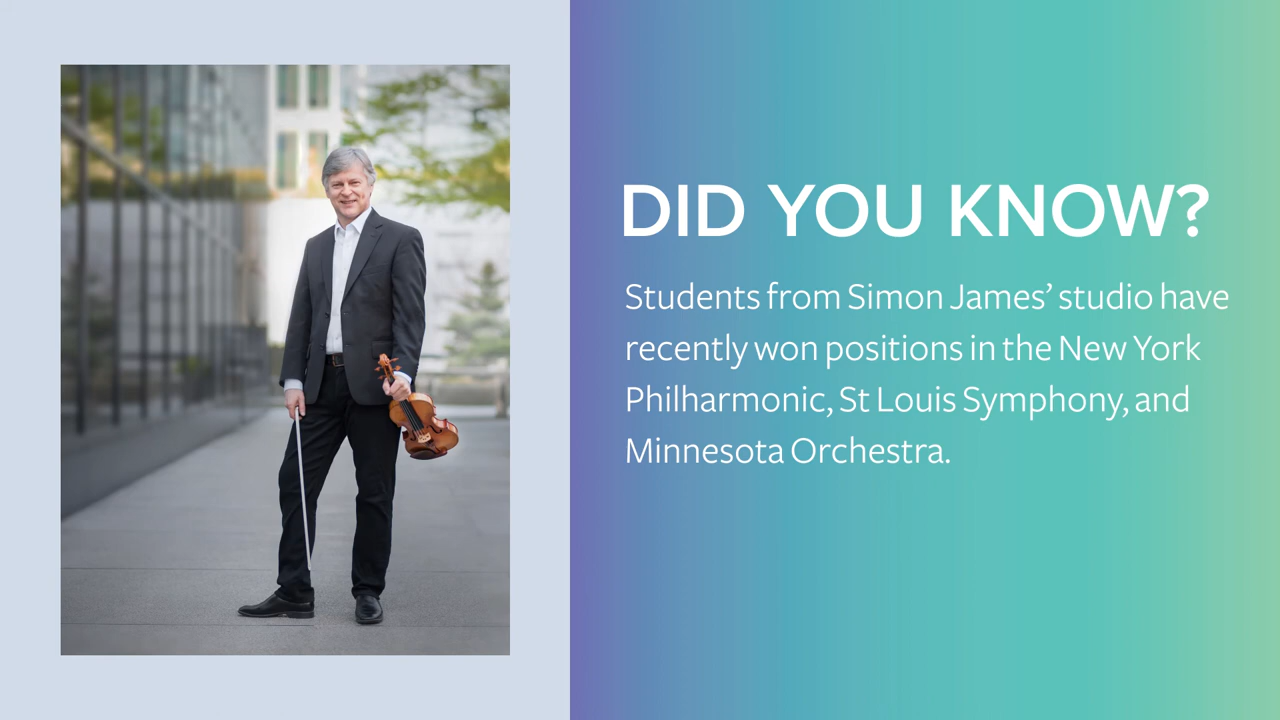 DID YOU KNOW?
Students from Simon James’ studio have
recently won positions in the New York
Philharmonic, St Louis Symphony, and
Minnesota Orchestra.